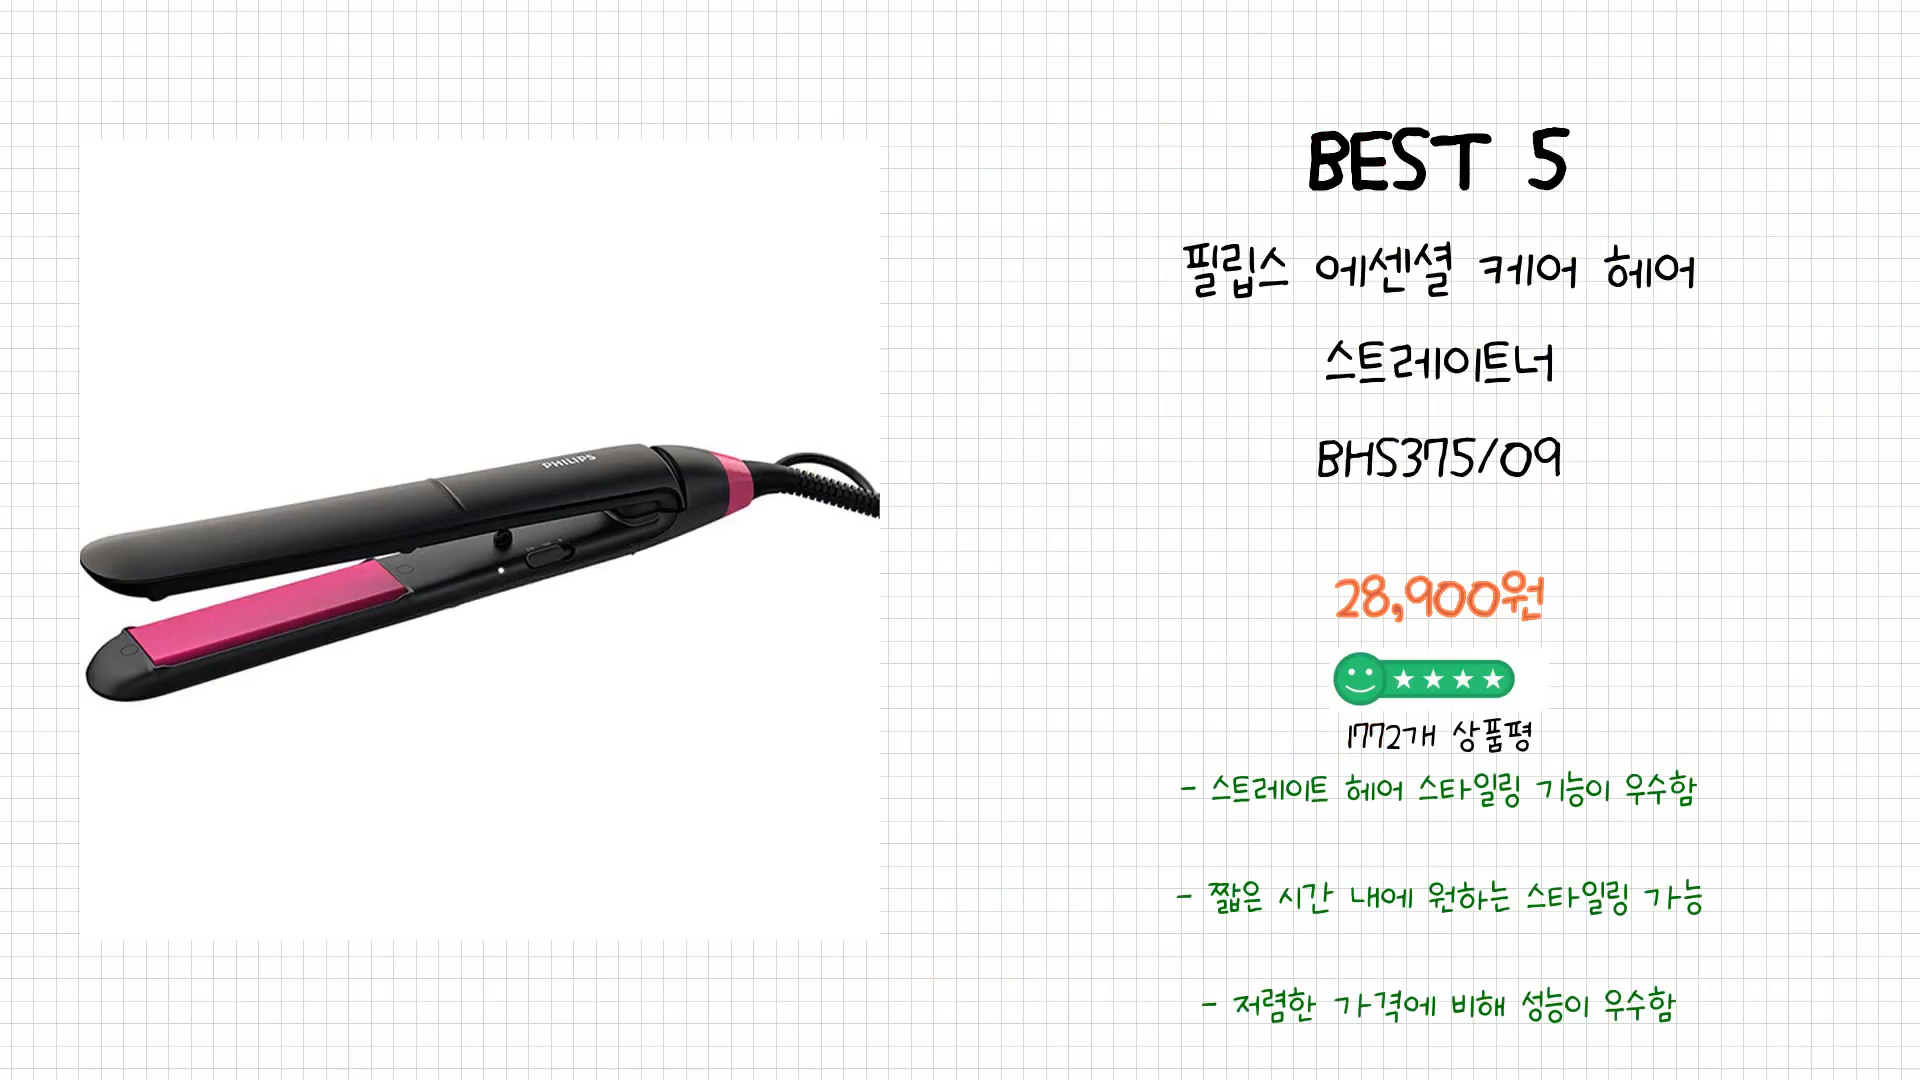 BEST 5
필립스 에센셜 케어 헤어
스트레이트너
BHS375/09
PHILIPS
28,900원
1772개 상품평
- 스트레이트 헤어 스타일링 기능이 우수함
- 짧은 시간 내에 원하는 스타일링 가능
- 저렴한 가격에 비해 성능이 우수함